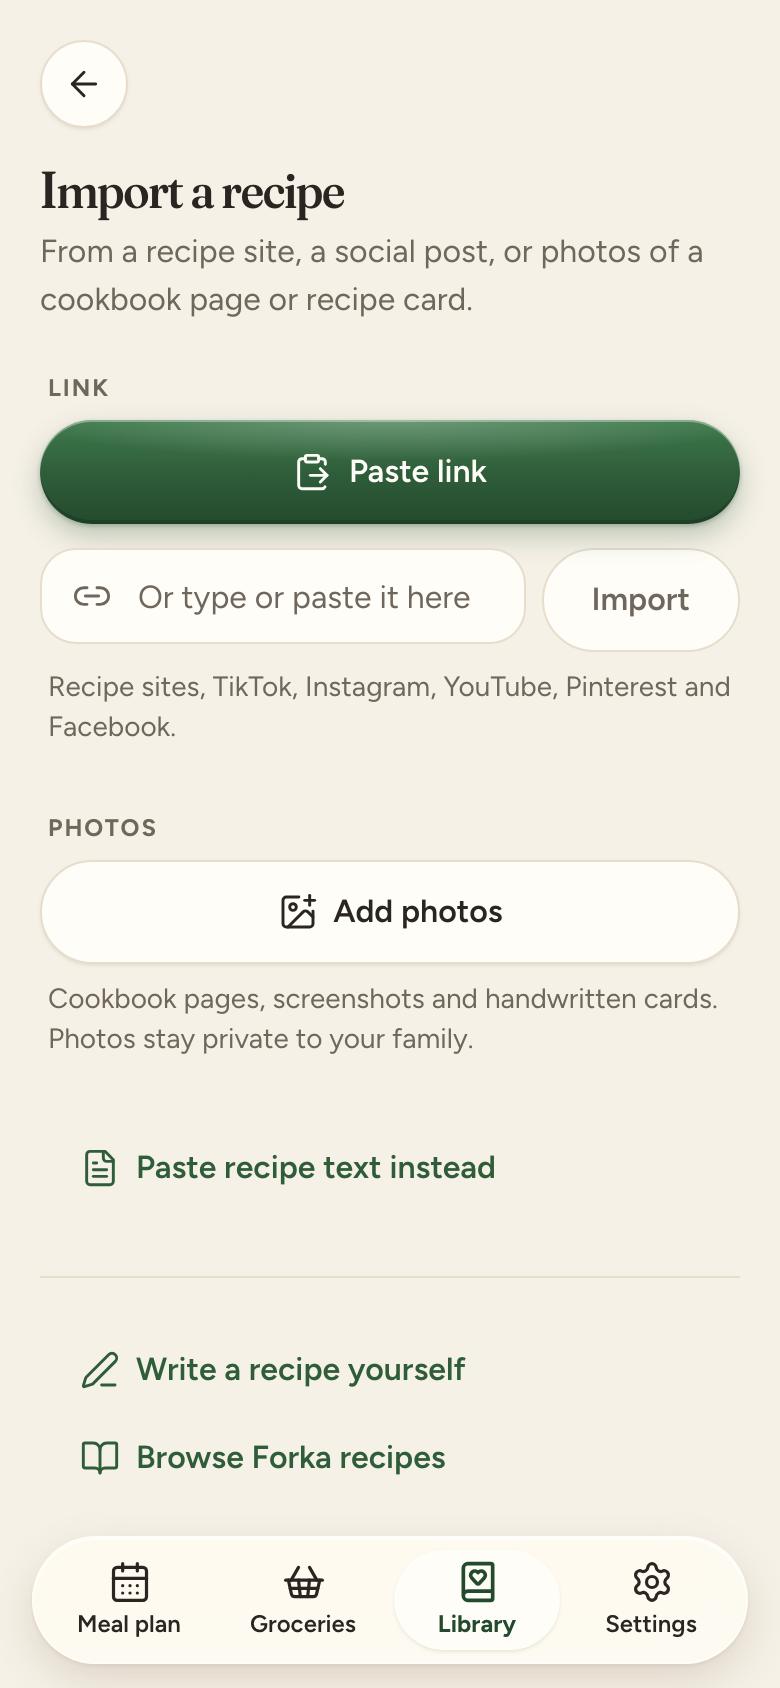 Import a recipe
From a recipe site, a social post, or photos of a
cookbook page or recipe card.
LINK
Paste link
Or type or paste it here
Import
Recipe sites, TikTok, Instagram, YouTube, Pinterest and
Facebook.
PHOTOS
Add photos
Cookbook pages, screenshots and handwritten cards.
Photos stay private to your family.
Paste recipe text instead
Write a recipe yourself
Browse Forka recipes
Meal plan
Groceries
Library
Settings